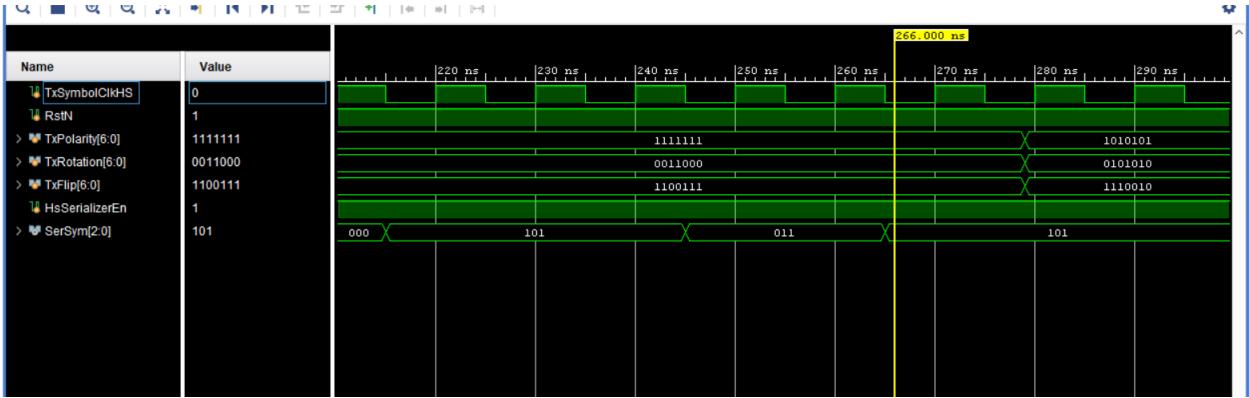 266.000 ns
Name Value
220 ns 230 ns 240 ns 250 ns 260 ns 270 ns 280 ns 290 ns
TxSymbolClkHS 0
RstN 1
TxPolarity[6:0] 1111111 1111111 1010101
TxRotation[6:0] 0011000 0011000 0101010
TxFlip[6:0] 1100111 1100111 1110010
HsSerializerEn 1
SerSym[2:0] 101 000 101 011 101